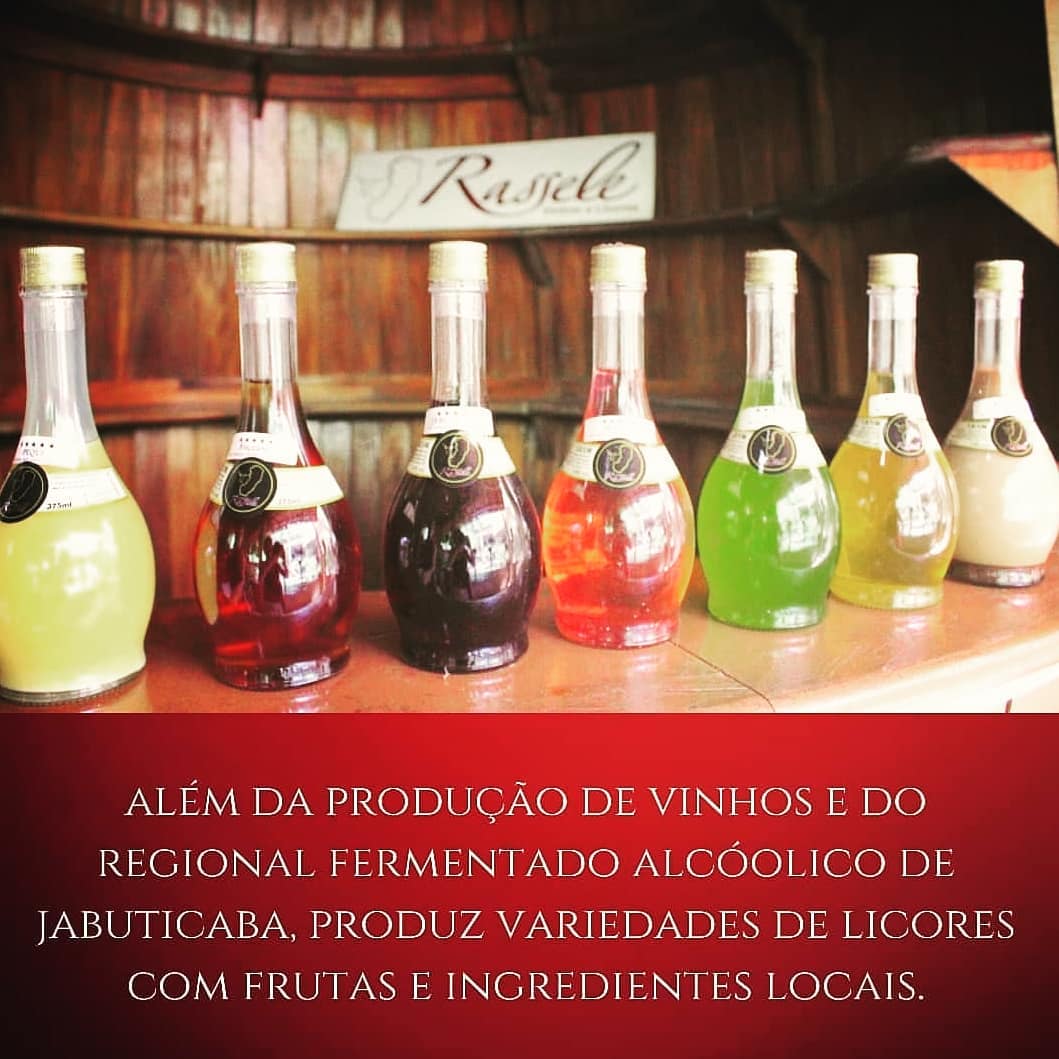 Rassele
375ml
ALÉM DA PRODUÇÃO DE VINHOS E DO
REGIONAL FERMENTADO ALCÓOLICO DE
JABUTICABA, PRODUZ VARIEDADES DE LICORES
COM FRUTAS E INGREDIENTES LOCAIS.